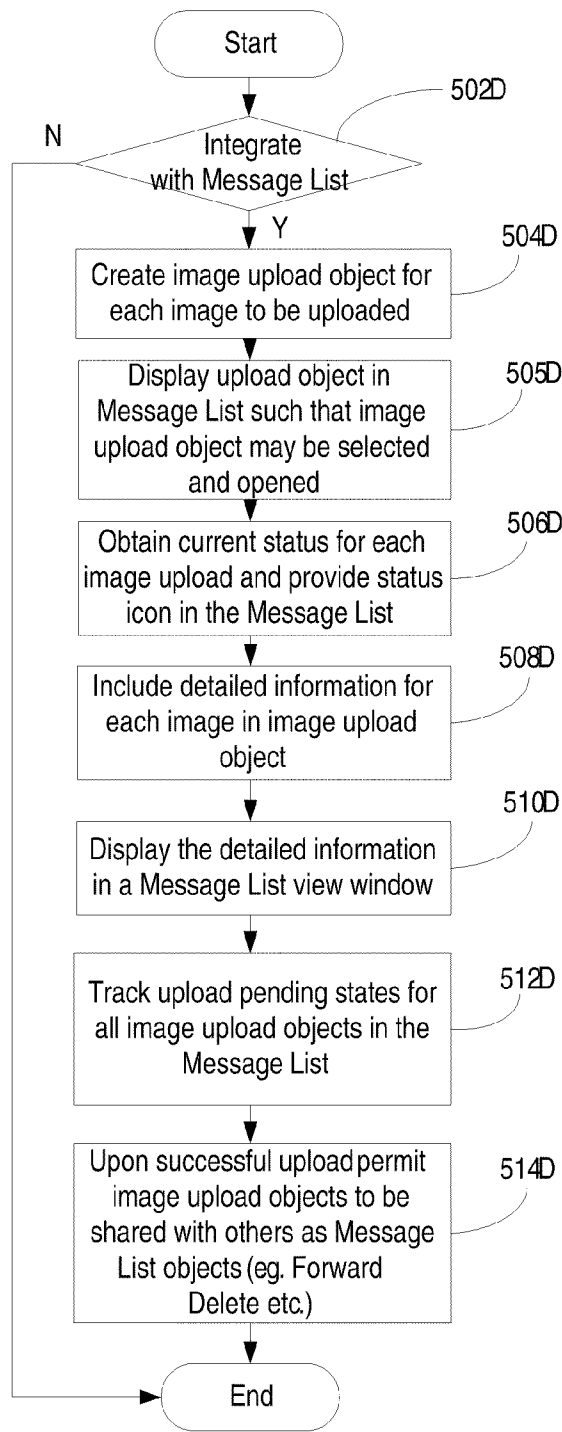 Start
502D
N
Integrate
with Message List
Y
504D
Create image upload object for
each image to be uploaded
505D
Display upload object in
Message List such that image
upload object may be selected
and opened
506D
Obtain current status for each
image upload and provide status
icon in the Message List
508D
Include detailed information for
each image in image upload
object
510D
Display the detailed information
in a Message List view window
512D
Track upload pending states for
all image upload objects in the
Message List
514D
Upon successful upload permit
image upload objects to be
shared with others as Message
List objects (eg. Forward
Delete etc.)
End